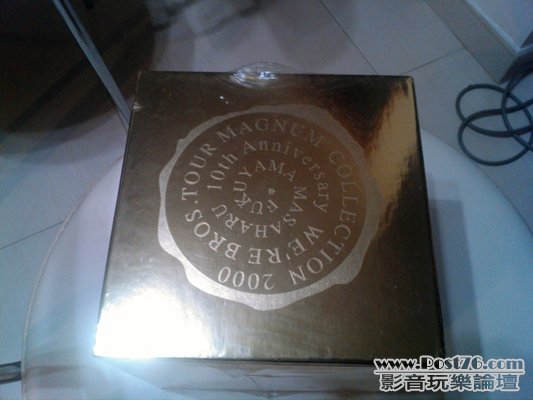 WE'RE BROS. TOUR MAGNUM COLLECTION 2000
10th Anniversary
FUKUYAMA MASAHARU
www.Post76.com
影音玩樂論壇